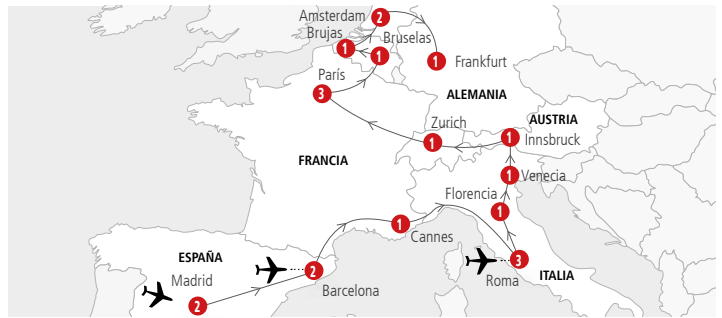 Amsterdam
2
Brujas
1
Bruselas
1
1
Frankfurt
París
3
ALEMANIA
Zurich
1
AUSTRIA
1
Innsbruck
FRANCIA
1
Venecia
Florencia
1
1
Cannes
ESPAÑA
Madrid
2
2
Barcelona
3
Roma
ITALIA